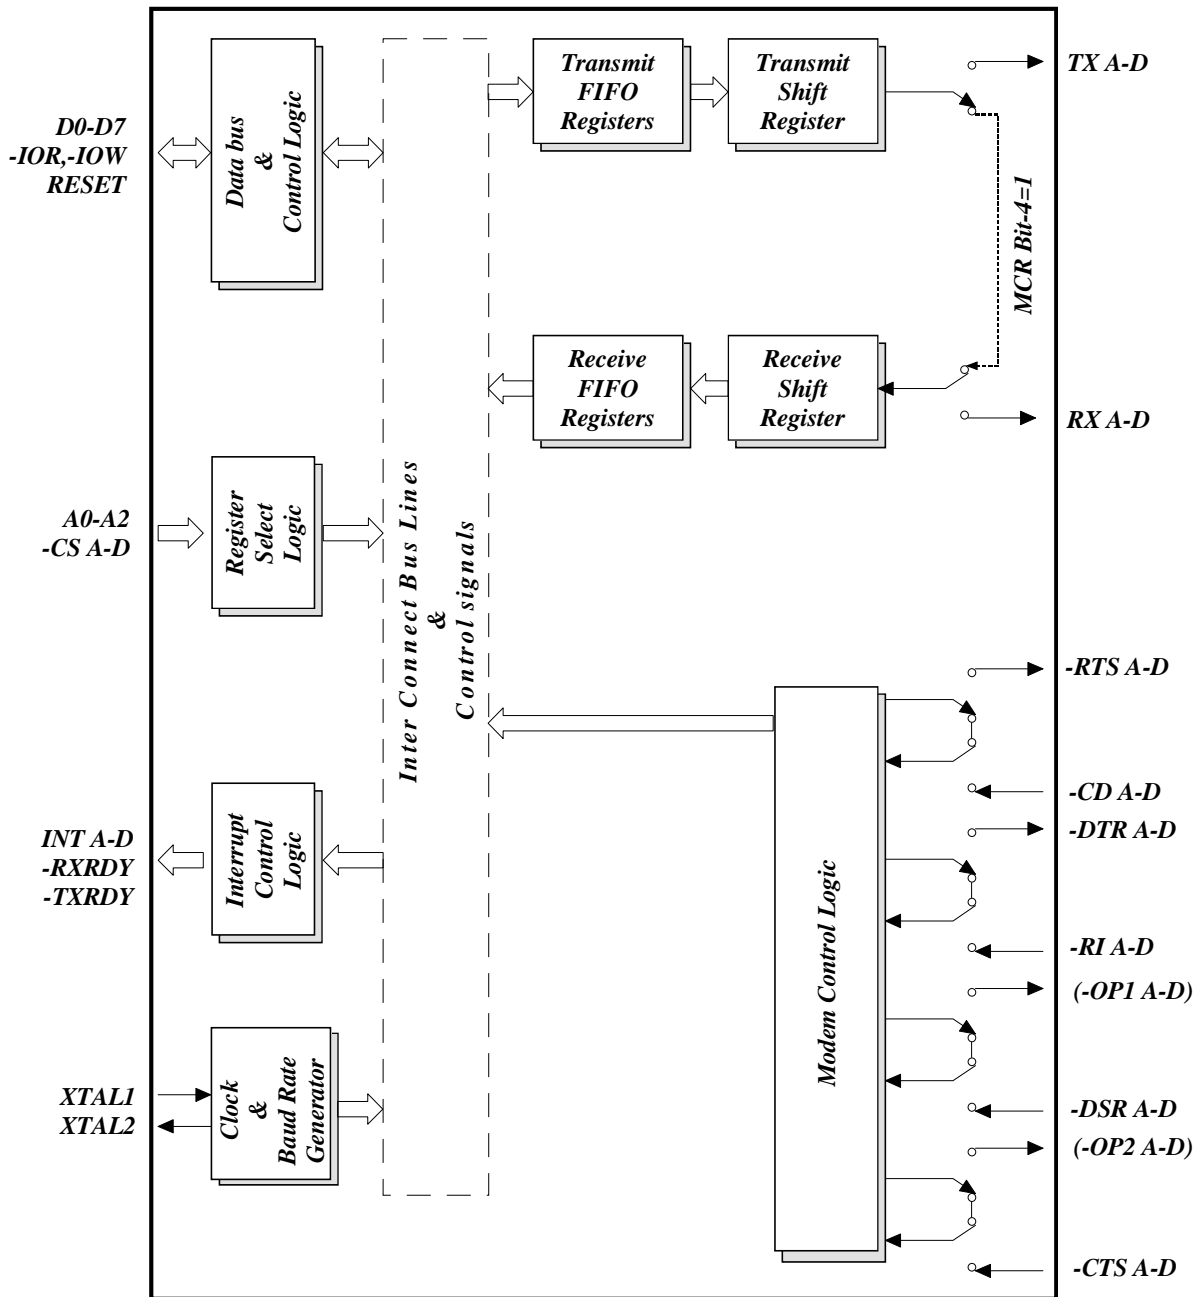 D0-D7
-IOR,-IOW
RESET
Data bus
&
Control Logic
A0-A2
-CS A-D
Register
Select
Logic
INT A-D
-RXRDY
-TXRDY
Interrupt
Control
Logic
XTAL1
XTAL2
Clock
&
Baud Rate
Generator
Inter Connect Bus Lines
&
Control signals
Transmit
FIFO
Registers
Transmit
Shift
Register
TX A-D
MCR Bit-4=1
Receive
FIFO
Registers
Receive
Shift
Register
RX A-D
Modem Control Logic
-RTS A-D
-CD A-D
-DTR A-D
-RI A-D
(-OP1 A-D)
-DSR A-D
(-OP2 A-D)
-CTS A-D